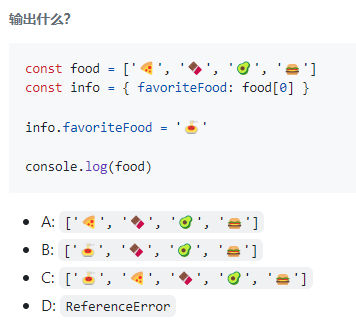 输出什么?
const food = ['🍕', '🍫', '🥑', '🍔']
const info = { favoriteFood: food[0] }
info.favoriteFood = '🍝'
console.log(food)
A: ['🍕', '🍫', '🥑', '🍔']
B: ['🍝', '🍫', '🥑', '🍔']
C: ['🍝', '🍕', '🍫', '🥑', '🍔']
D: ReferenceError